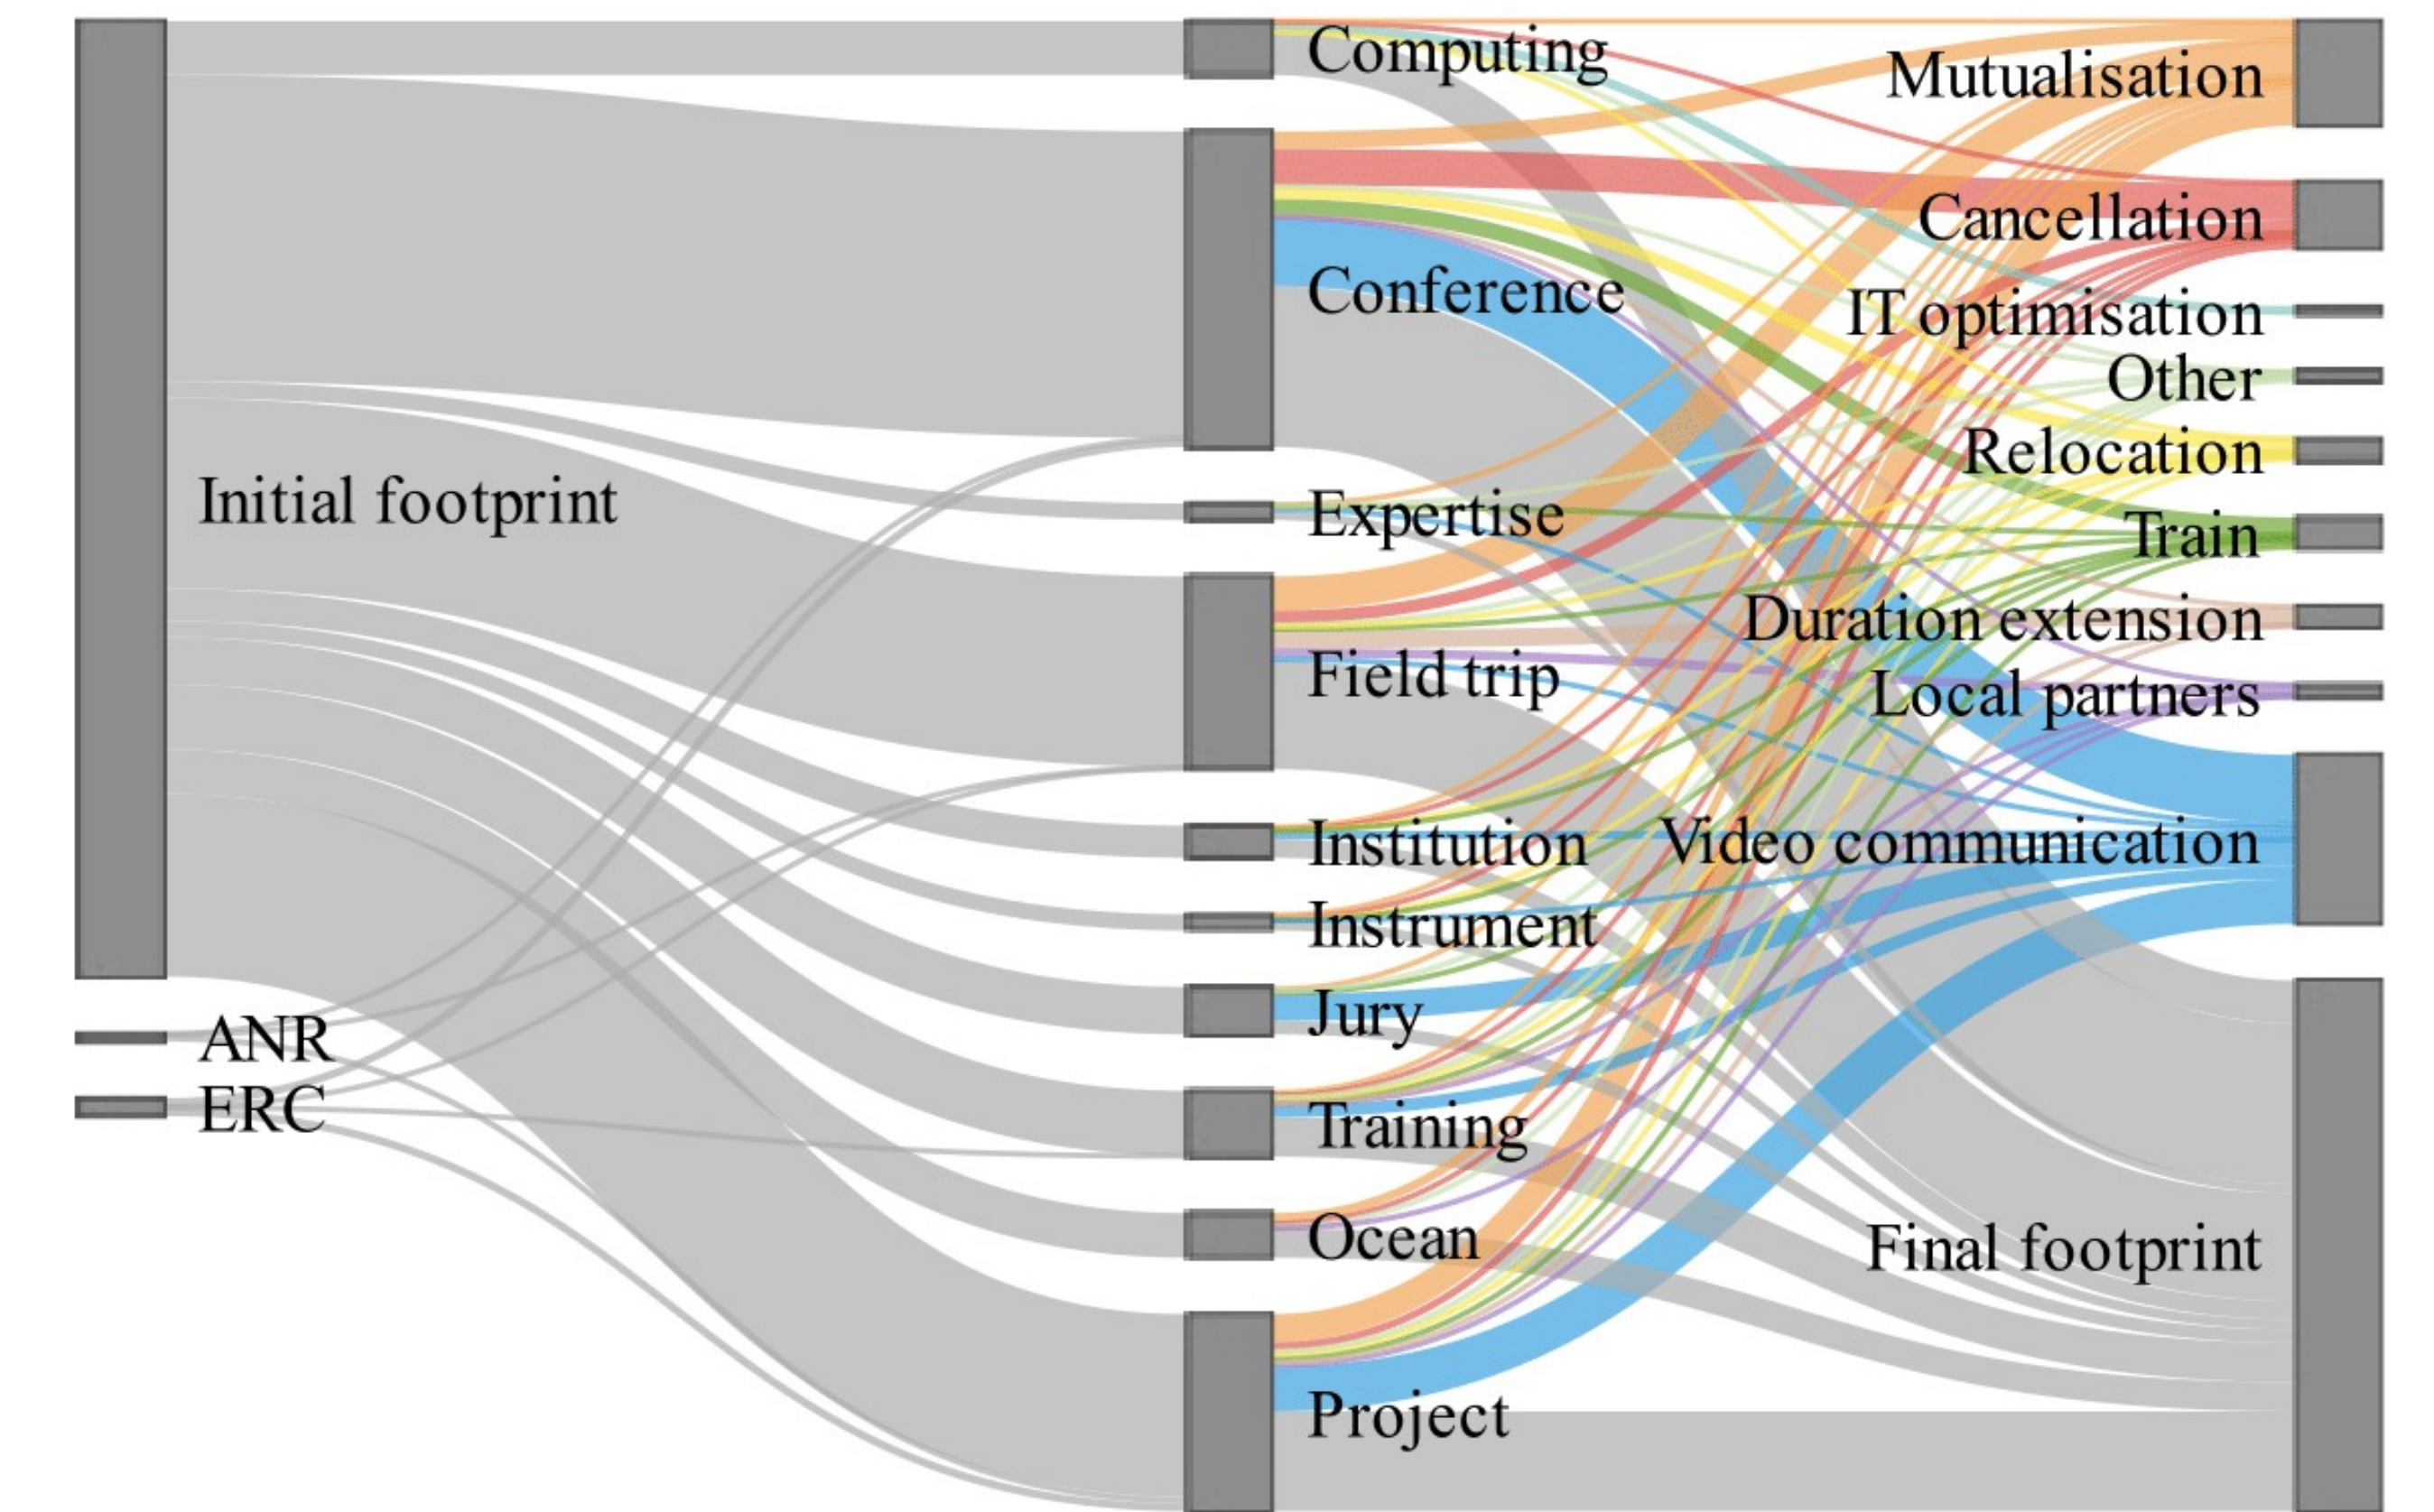 Initial footprint
ANR
ERC
Computing
Conference
Expertise
Field trip
Institution
Instrument
Jury
Training
Ocean
Project
Mutualisation
Cancellation
IT optimisation
Other
Relocation
Train
Duration extension
Local partners
Video communication
Final footprint